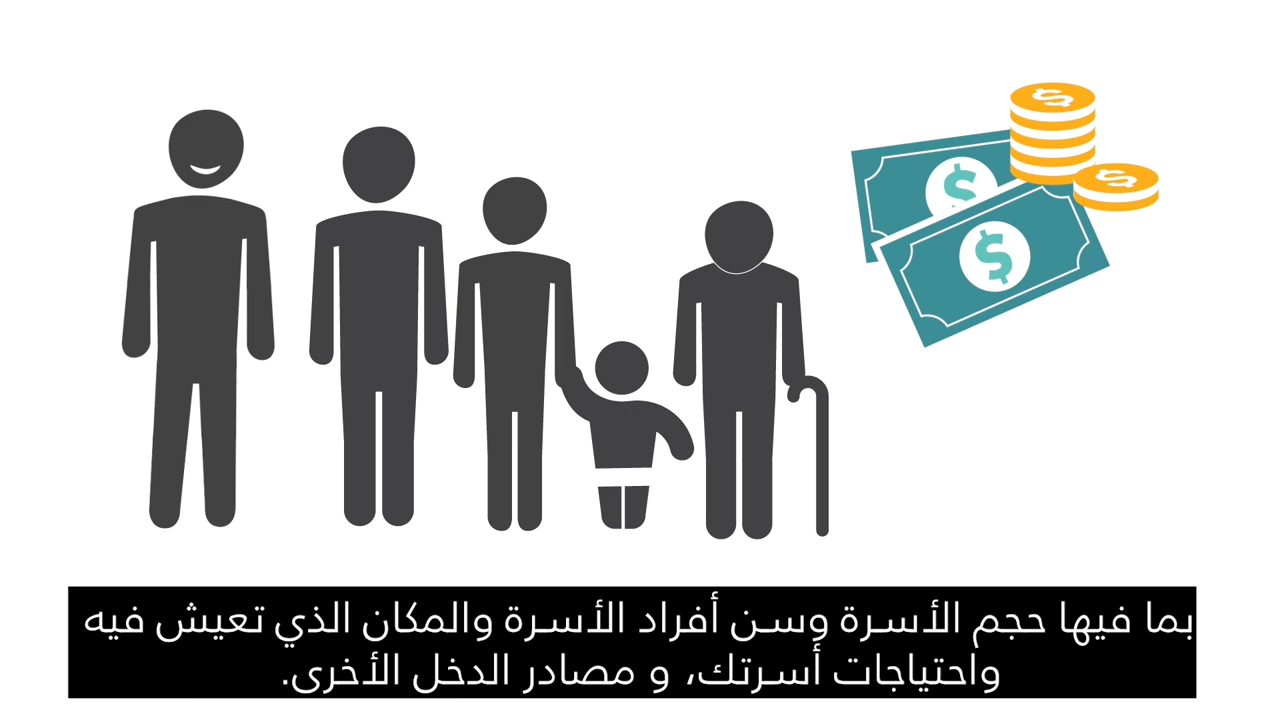 بما فيها حجم الأسرة وسن أفراد الأسرة والمكان الذي تعيش فيه
واحتياجات أسرتك، و مصادر الدخل الأخرى.
$
$
$
$